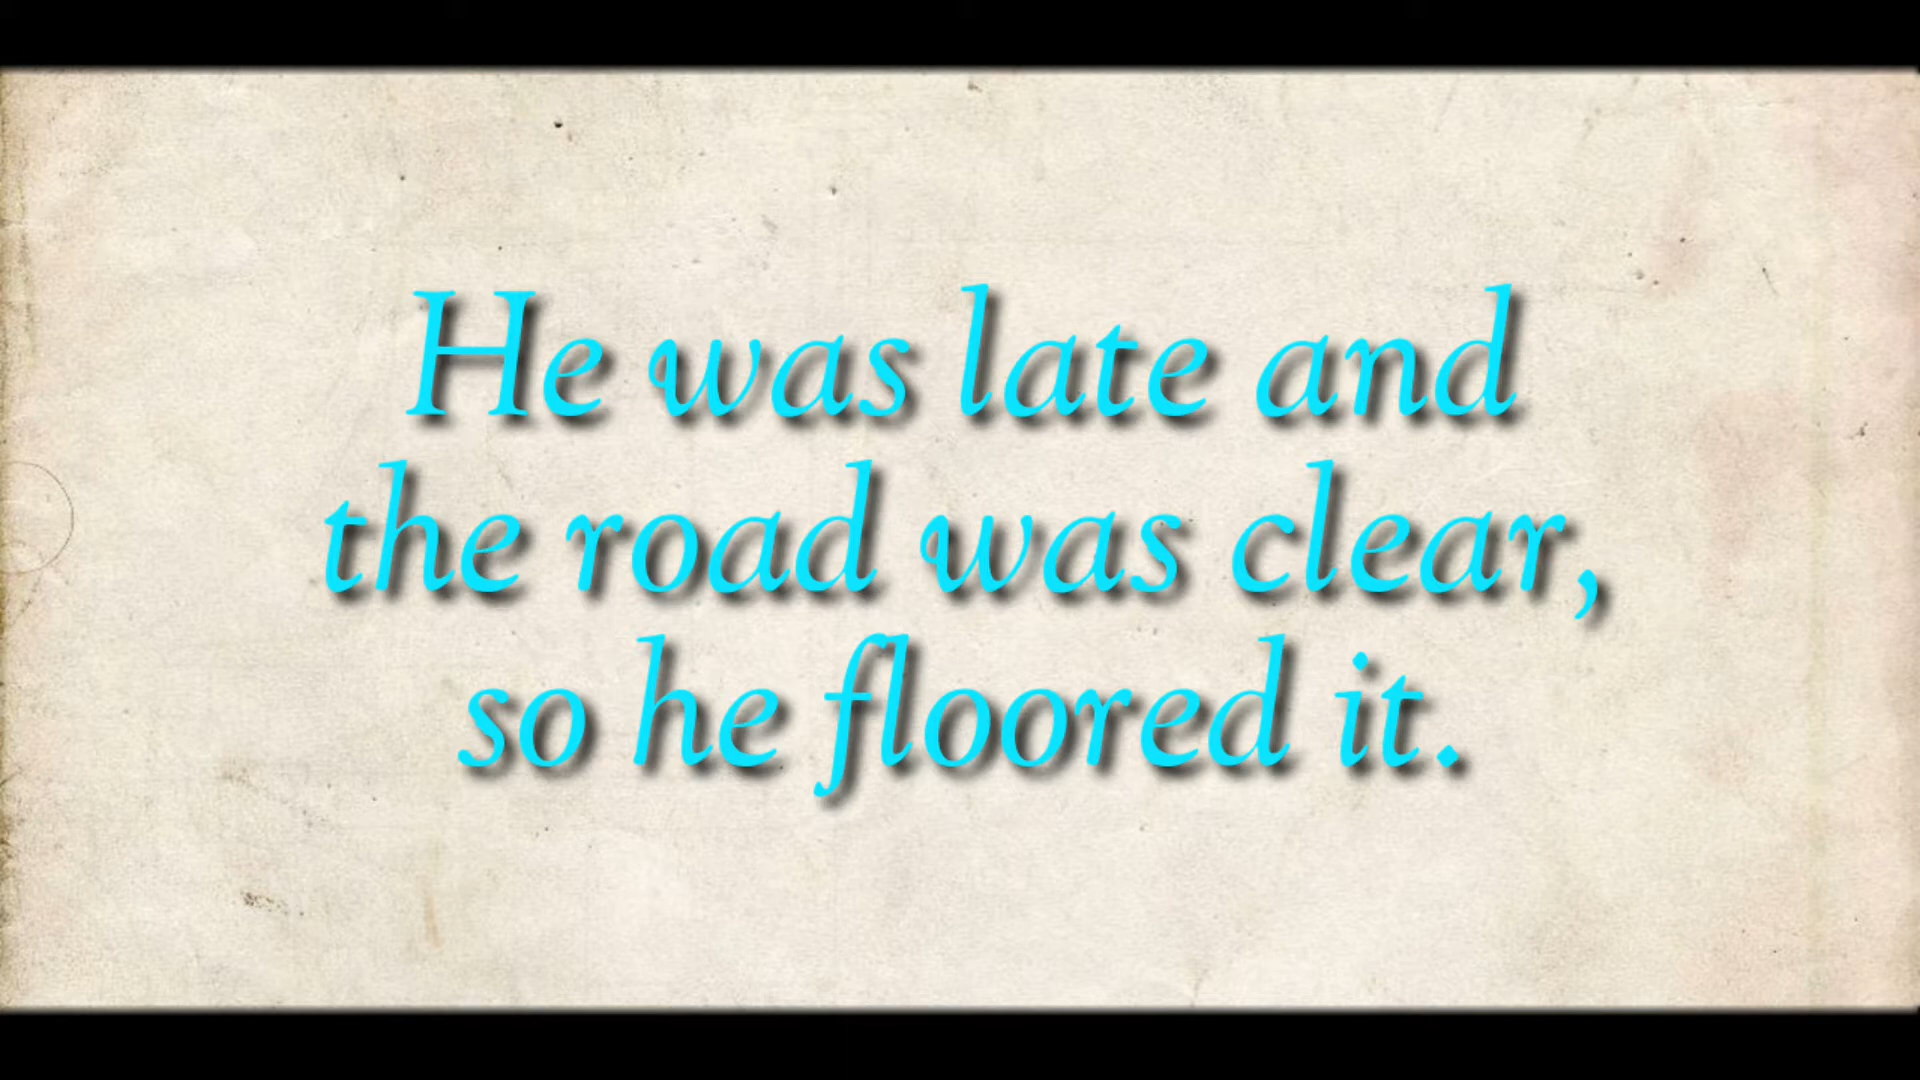 He was late and
the road was clear,
so he floored it.